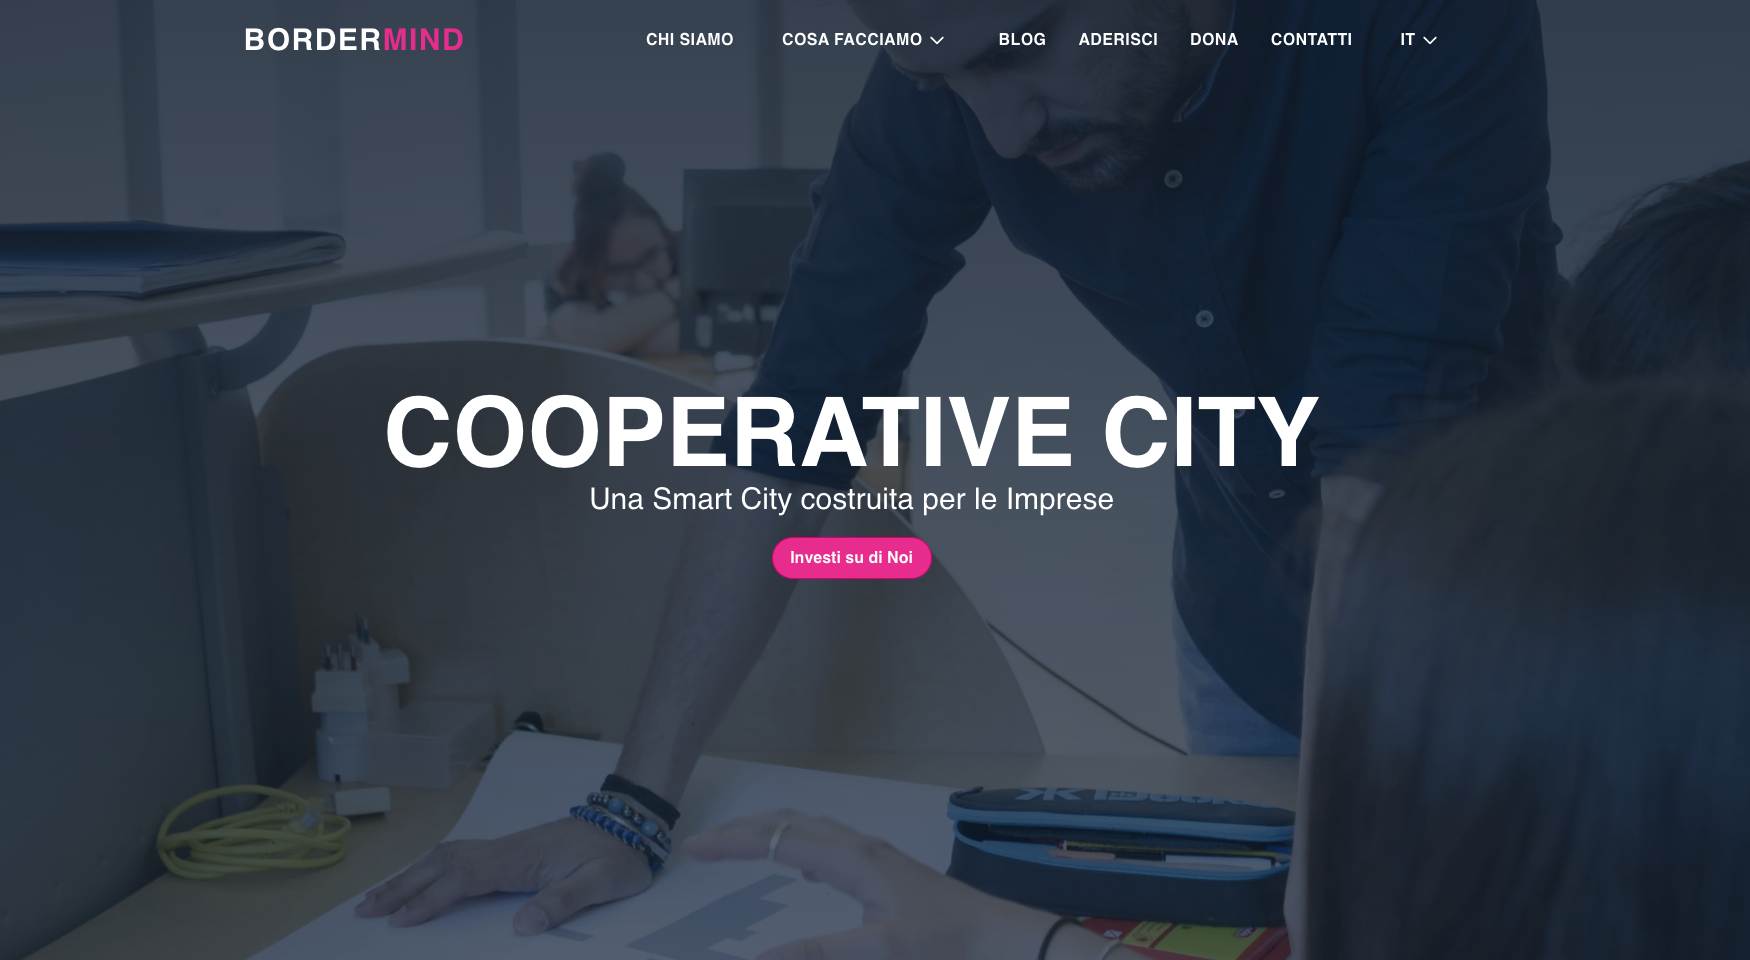 BORDERMIND
CHI SIAMO
COSA FACCIAMO
BLOG
ADERISCI
DONA
CONTATTI
IT
COOPERATIVE CITY
Una Smart City costruita per le Imprese
Investi su di Noi